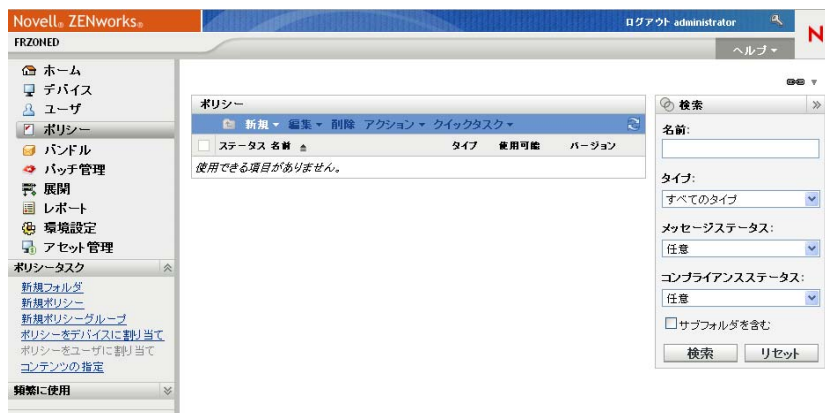 Novell® ZENworks®
ログアウト administrator
N
FRZONED
ヘルプ
ホーム
デバイス
ユーザ
ポリシー
バンドル
パッチ管理
展開
レポート
環境設定
アセット管理
ポリシータスク
新規フォルダ
新規ポリシー
新規ポリシーグループ
ポリシーをデバイスに割り当て
ポリシーをユーザに割り当て
コンテンツの指定
頻繁に使用
ポリシー
新規 編集 削除 アクション クイックタスク
ステータス 名前 タイプ 使用可能 バージョン
使用できる項目がありません。
検索
名前:
タイプ:
すべてのタイプ
メッセージステータス:
任意
コンプライアンスステータス:
任意
サブフォルダを含む
検索 リセット